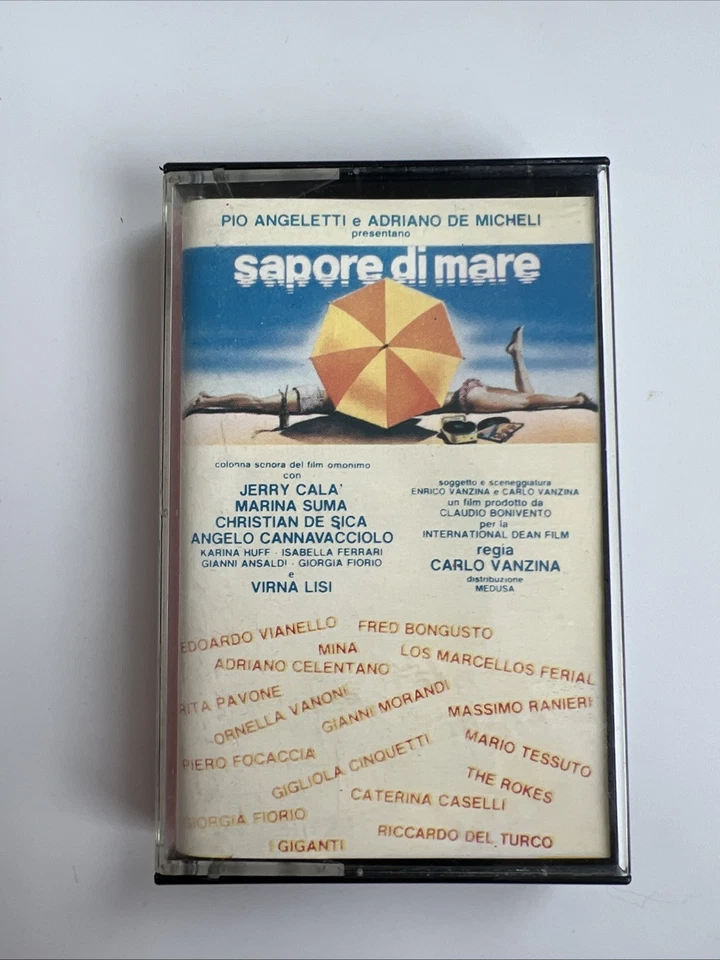 PIO ANGELETTI e ADRIANO DE MICHELI
presentano
sapore di mare
colonna sonora del film omonimo
con
JERRY CALA'
MARINA SUMA
CHRISTIAN DE SICA
ANGELO CANNAVACCIOLO
KARINA HUFF - ISABELLA FERRARI
GIANNI ANSALDI - GIORGIA FIORIO
e
VIRNA LISI
soggetto e sceneggiatura
ENRICO VANZINA e CARLO VANZINA
un film prodotto da
CLAUDIO BONIVENTO
per la
INTERNATIONAL DEAN FILM
regia
CARLO VANZINA
distribuzione
MEDUSA
EDOARDO VIANELLO
FRED BONGUSTO
MINA
ADRIANO CELENTANO
LOS MARCELLOS FERIAL
RITA PAVONE
ORNELLA VANONI
GIANNI MORANDI
MASSIMO RANIERI
PIERO FOCACCIA
GIGLIOLA CINQUETTI
MARIO TESSUTO
THE ROKES
GIORGIA FIORIO
CATERINA CASELLI
I GIGANTI
RICCARDO DEL TURCO